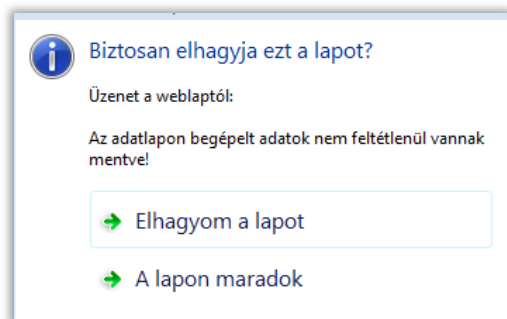 Biztosan elhagyja ezt a lapot?
Üzenet a weblaptól:
Az adatlapon begépelt adatok nem feltétlenül vannak
mentve!
Elhagyom a lapot
A lapon maradok